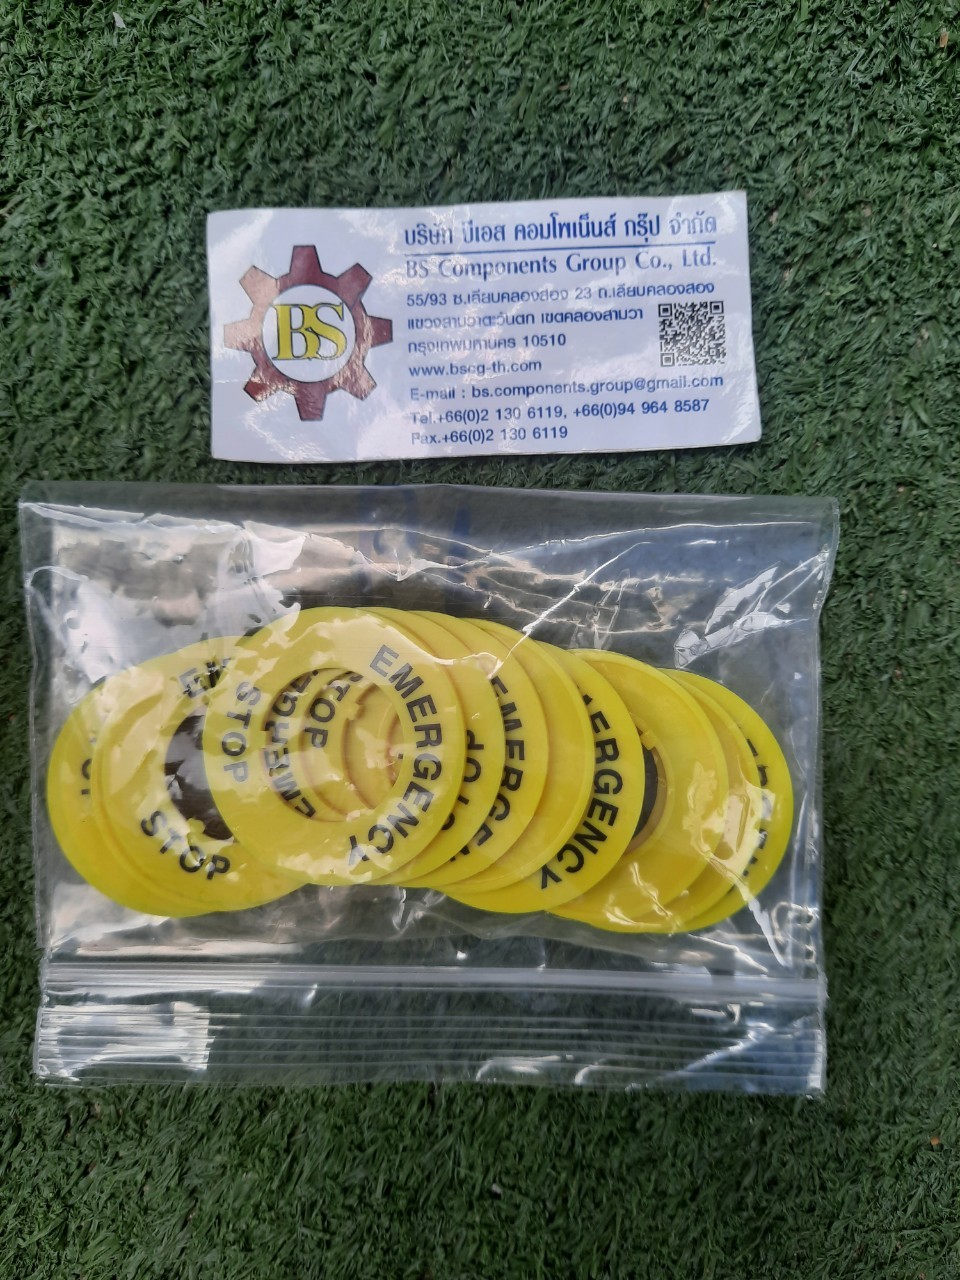 บริษัท บีเอส คอมโพเน็นส์ กรุ๊ป จำกัด
BS Components Group Co., Ltd.
BS
55/93 ซ.เลียบคลองสอง 23 ถ.เลียบคลองสอง
แขวงสามวาตะวันตก เขตคลองสามวา
กรุงเทพมหานคร 10510
www.bscg-th.com
E-mail : bs.components.group@gmail.com
Tel.+66(0)2 130 6119, +66(0)94 964 8587
Fax.+66(0)2 130 6119
STOP
STOP
EMERGENCY
STOP
EMERGENCY